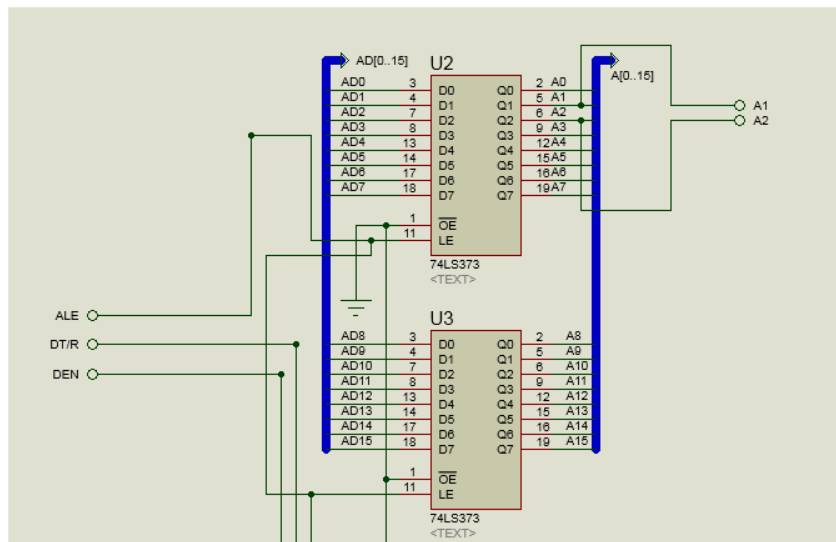 AD[0..15]
U2
A[0..15]
AD0 3 D0 Q0 2 A0
AD1 4 D1 Q1 5 A1
AD2 7 D2 Q2 6 A2
AD3 8 D3 Q3 9 A3
AD4 13 D4 Q4 12 A4
AD5 14 D5 Q5 15 A5
AD6 17 D6 Q6 16 A6
AD7 18 D7 Q7 19 A7
1 OE
11 LE
74LS373
<TEXT>
A1
A2
ALE
DT/R
DEN
U3
AD8 3 D0 Q0 2 A8
AD9 4 D1 Q1 5 A9
AD10 7 D2 Q2 6 A10
AD11 8 D3 Q3 9 A11
AD12 13 D4 Q4 12 A12
AD13 14 D5 Q5 15 A13
AD14 17 D6 Q6 16 A14
AD15 18 D7 Q7 19 A15
1 OE
11 LE
74LS373
<TEXT>